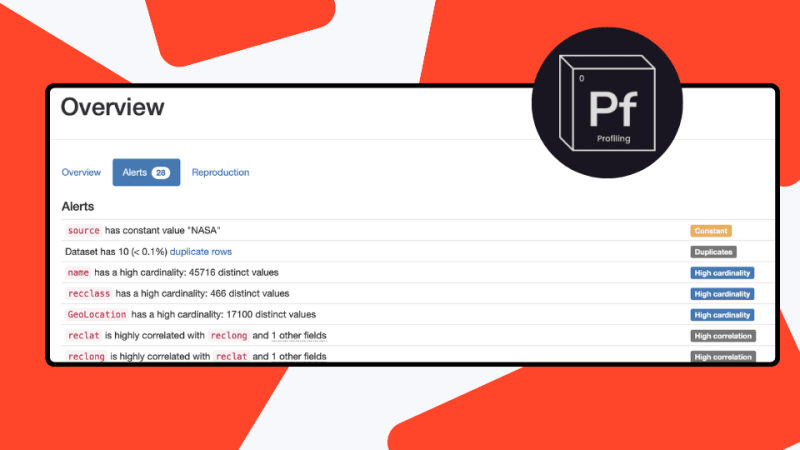 Overview
0
Pf
Profiling
Overview Alerts 28 Reproduction
Alerts
source has constant value "NASA" Constant
Dataset has 10 (< 0.1%) duplicate rows Duplicates
name has a high cardinality: 45716 distinct values High cardinality
recclass has a high cardinality: 466 distinct values High cardinality
GeoLocation has a high cardinality: 17100 distinct values High cardinality
reclat is highly correlated with reclong and 1 other fields High correlation
reclong is highly correlated with reclat and 1 other fields High correlation